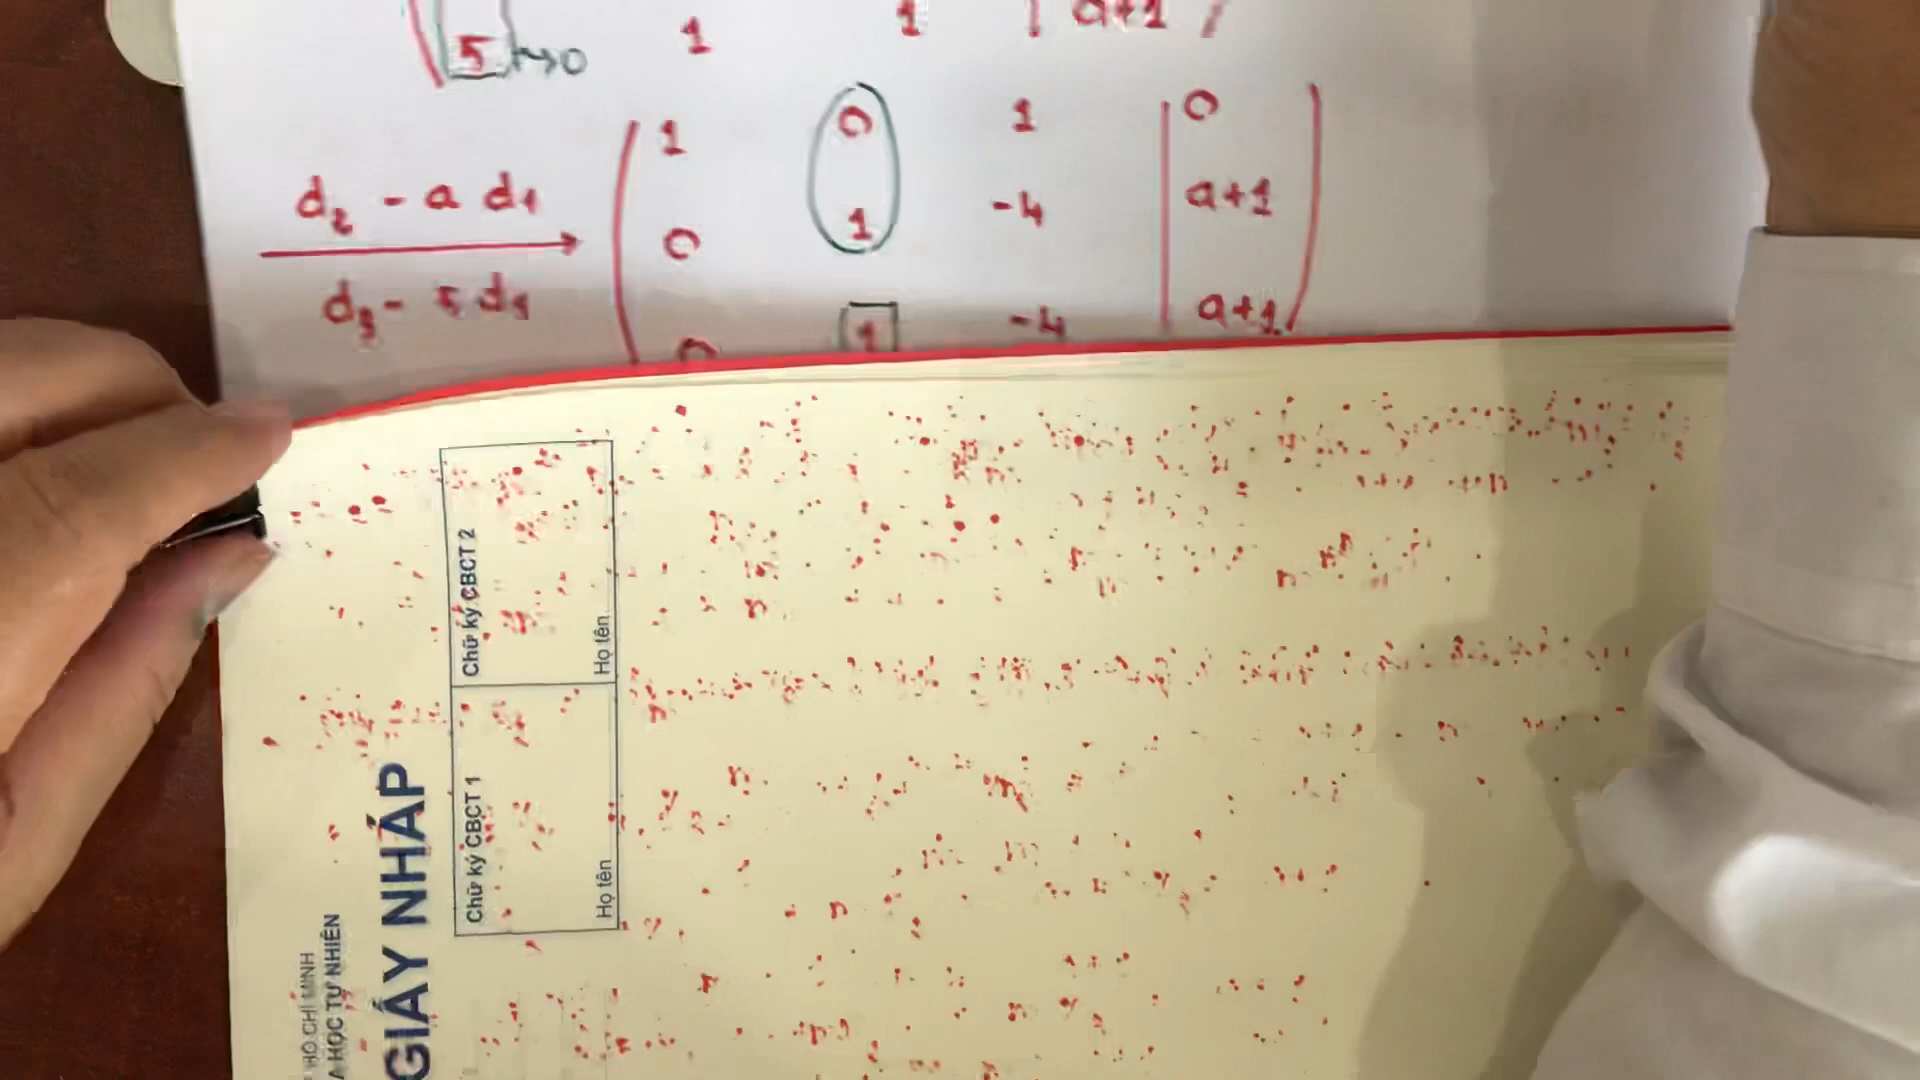 5 → 0 1 1 | a+1
1 0 1 | 0
d₂ - a d₁
0 1 -4 | a+1
d₃ - 5 d₁
0 1 -4 | a+1
Chữ ký CBCT 2
Họ tên
Chữ ký CBCT 1
Họ tên
GIẤY NHÁP
HỒ CHÍ MINH
A HỌC TỰ NHIÊN